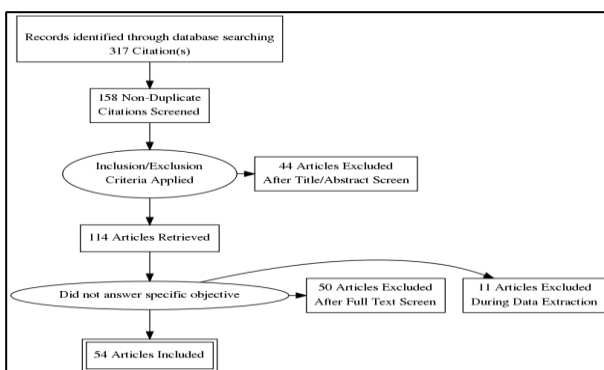 Records identified through database searching
317 Citation(s)
158 Non-Duplicate
Citations Screened
Inclusion/Exclusion
Criteria Applied
44 Articles Excluded
After Title/Abstract Screen
114 Articles Retrieved
Did not answer specific objective
50 Articles Excluded
After Full Text Screen
11 Articles Excluded
During Data Extraction
54 Articles Included